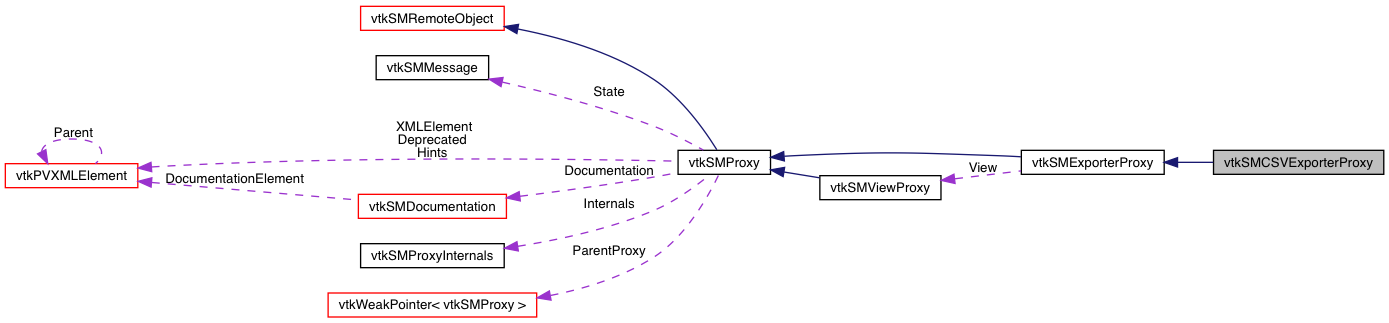 vtkSMRemoteObject
vtkSMMessage
State
XMLElement
Deprecated
Hints
Parent
vtkPVXMLElement
DocumentationElement
Documentation
vtkSMDocumentation
Internals
vtkSMProxyInternals
ParentProxy
vtkWeakPointer< vtkSMProxy >
vtkSMProxy
vtkSMViewProxy
View
vtkSMExporterProxy
vtkSMCSVExporterProxy